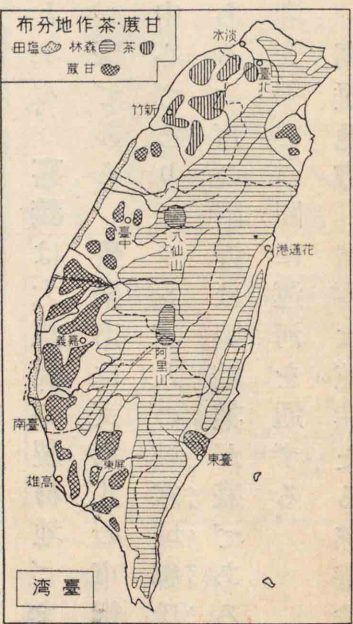 甘蔗・茶作地分布
茶 森林 塩田
甘蔗
淡水
臺北
新竹
臺中
八仙山
花蓮港
嘉義
阿里山
臺南
屏東
臺東
高雄
臺湾